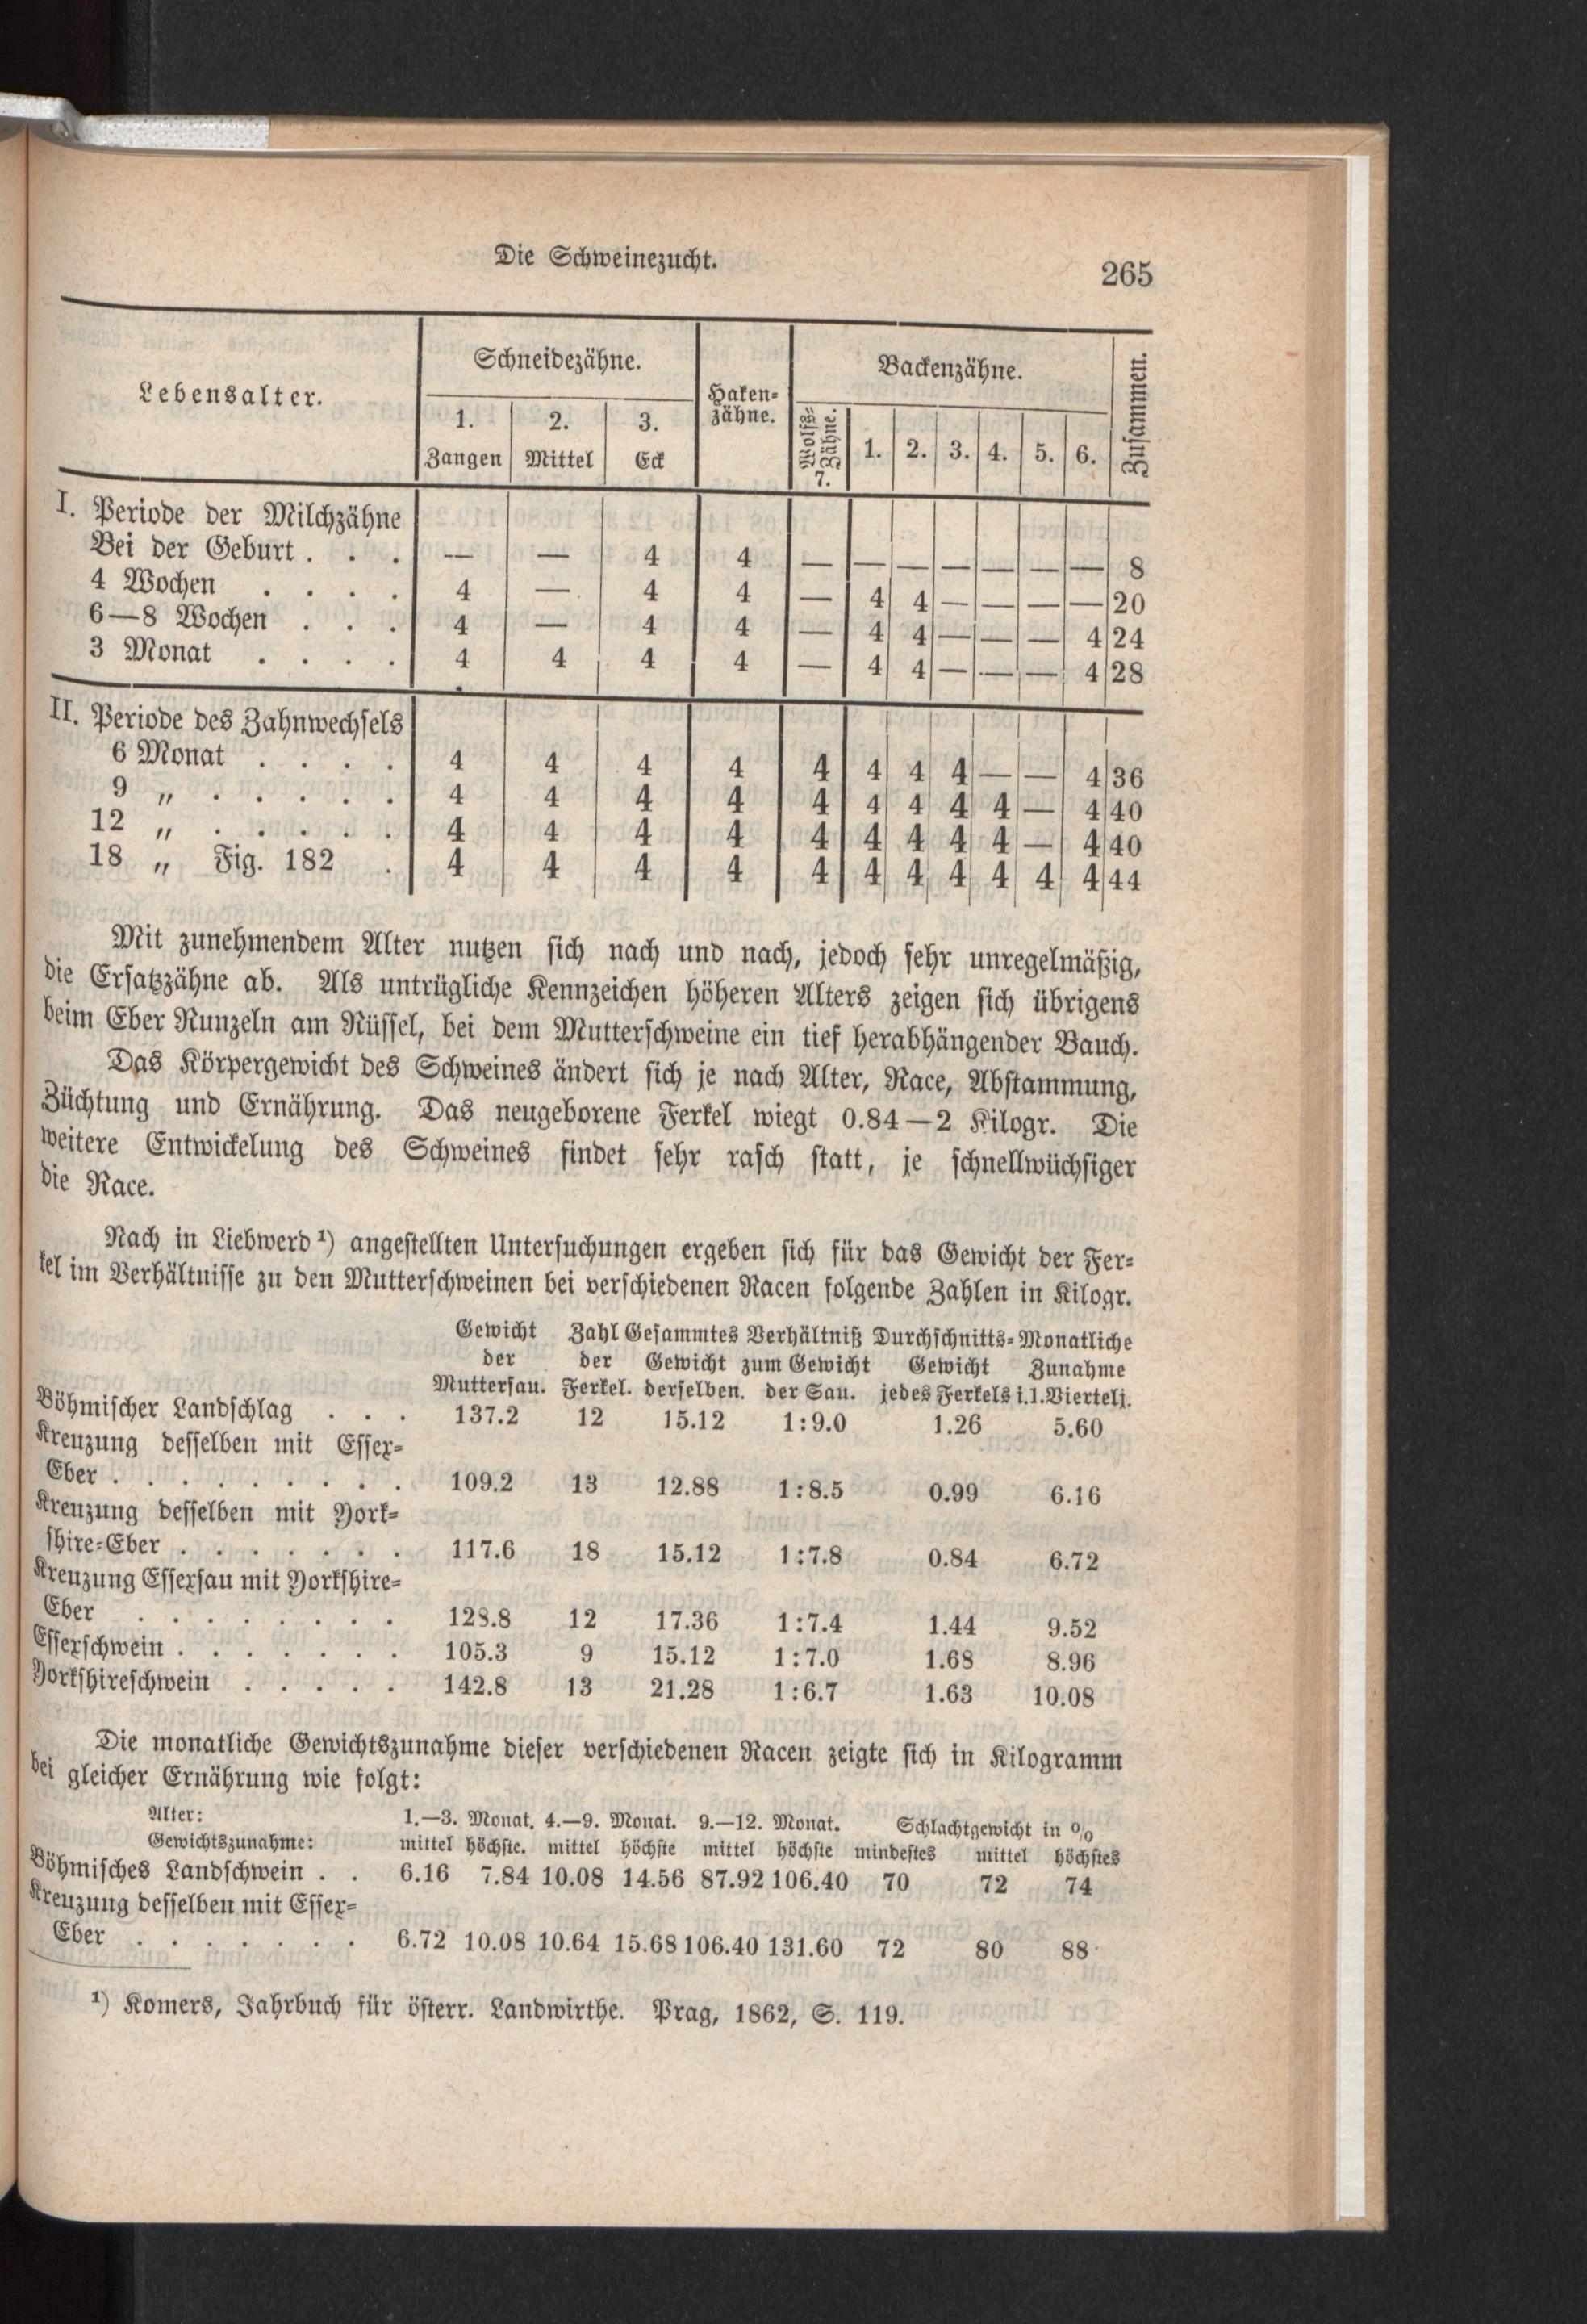 Die Schweinezucht.
265
Lebensalter. Schneidezähne. Haken-zähne. Backenzähne. Zusammen.
1. Zangen 2. Mittel 3. Eck Wolfs-Zähne. 7. 1. 2. 3. 4. 5. 6.
I. Periode der Milchzähne
Bei der Geburt . . . — — 4 4 — — — — — — — 8
4 Wochen . . . . 4 — 4 4 — 4 4 — — — — 20
6—8 Wochen . . . 4 — 4 4 — 4 4 — — — 4 24
3 Monat . . . . 4 4 4 4 — 4 4 — — — 4 28
II. Periode des Zahnwechsels
6 Monat . . . . 4 4 4 4 4 4 4 4 — — 4 36
9 „ . . . . . 4 4 4 4 4 4 4 4 4 — 4 40
12 „ . . . . . 4 4 4 4 4 4 4 4 4 — 4 40
18 „ Fig. 182 . 4 4 4 4 4 4 4 4 4 4 4 44
Mit zunehmendem Alter nutzen sich nach und nach, jedoch sehr unregelmäßig,
die Ersatzzähne ab. Als untrügliche Kennzeichen höheren Alters zeigen sich übrigens
beim Eber Runzeln am Rüssel, bei dem Mutterschweine ein tief herabhängender Bauch.
Das Körpergewicht des Schweines ändert sich je nach Alter, Race, Abstammung,
Züchtung und Ernährung. Das neugeborene Ferkel wiegt 0.84—2 Kilogr. Die
weitere Entwickelung des Schweines findet sehr rasch statt, je schnellwüchsiger
die Race.
Nach in Liebwerd ¹) angestellten Untersuchungen ergeben sich für das Gewicht der Fer-
kel im Verhältnisse zu den Mutterschweinen bei verschiedenen Racen folgende Zahlen in Kilogr.
Gewicht Zahl Gesammtes Verhältniß Durchschnitts- Monatliche
der der Gewicht zum Gewicht Gewicht Zunahme
Muttersau. Ferkel. derselben. der Sau. jedes Ferkels i.1.Viertelj.
Böhmischer Landschlag . . . 137.2 12 15.12 1:9.0 1.26 5.60
Kreuzung desselben mit Essex-
Eber . . . . . . . . . 109.2 13 12.88 1:8.5 0.99 6.16
Kreuzung desselben mit York-
shire-Eber . . . . . . . 117.6 18 15.12 1:7.8 0.84 6.72
Kreuzung Essexsau mit Yorkshire-
Eber . . . . . . . . 128.8 12 17.36 1:7.4 1.44 9.52
Essexschwein . . . . . . . 105.3 9 15.12 1:7.0 1.68 8.96
Yorkshireschwein . . . . . 142.8 13 21.28 1:6.7 1.63 10.08
Die monatliche Gewichtszunahme dieser verschiedenen Racen zeigte sich in Kilogramm
bei gleicher Ernährung wie folgt:
Alter: 1.—3. Monat. 4.—9. Monat. 9.—12. Monat. Schlachtgewicht in %
Gewichtszunahme: mittel höchste. mittel höchste mittel höchste mindestes mittel höchstes
Böhmisches Landschwein . . 6.16 7.84 10.08 14.56 87.92 106.40 70 72 74
Kreuzung desselben mit Essex-
Eber . . . . . . . 6.72 10.08 10.64 15.68 106.40 131.60 72 80 88
¹) Komers, Jahrbuch für österr. Landwirthe. Prag, 1862, S. 119.